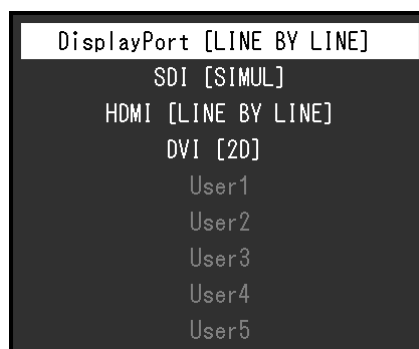 DisplayPort [LINE BY LINE]
SDI [SIMUL]
HDMI [LINE BY LINE]
DVI [2D]
User1
User2
User3
User4
User5